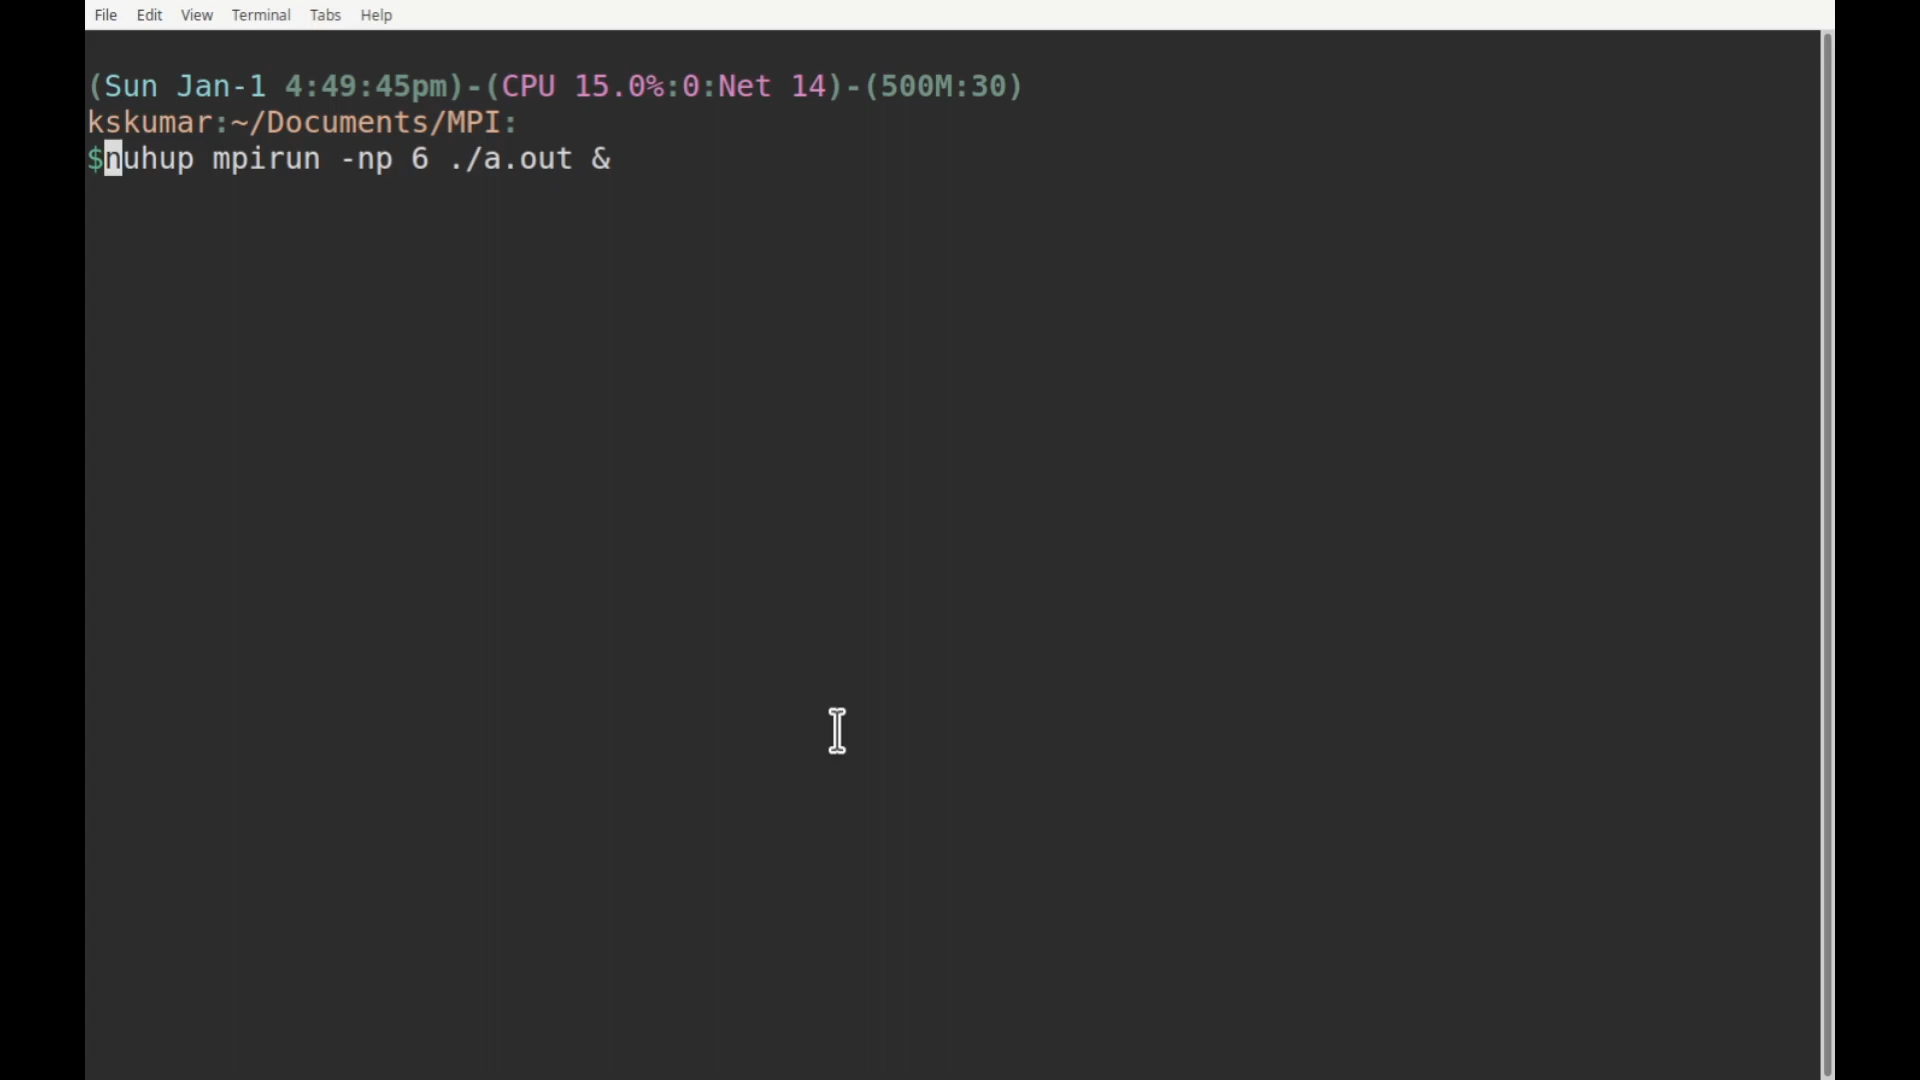 File Edit View Terminal Tabs Help
(Sun Jan-1 4:49:45pm)-(CPU 15.0%:0:Net 14)-(500M:30)
kskumar:~/Documents/MPI:
$nuhup mpirun -np 6 ./a.out &